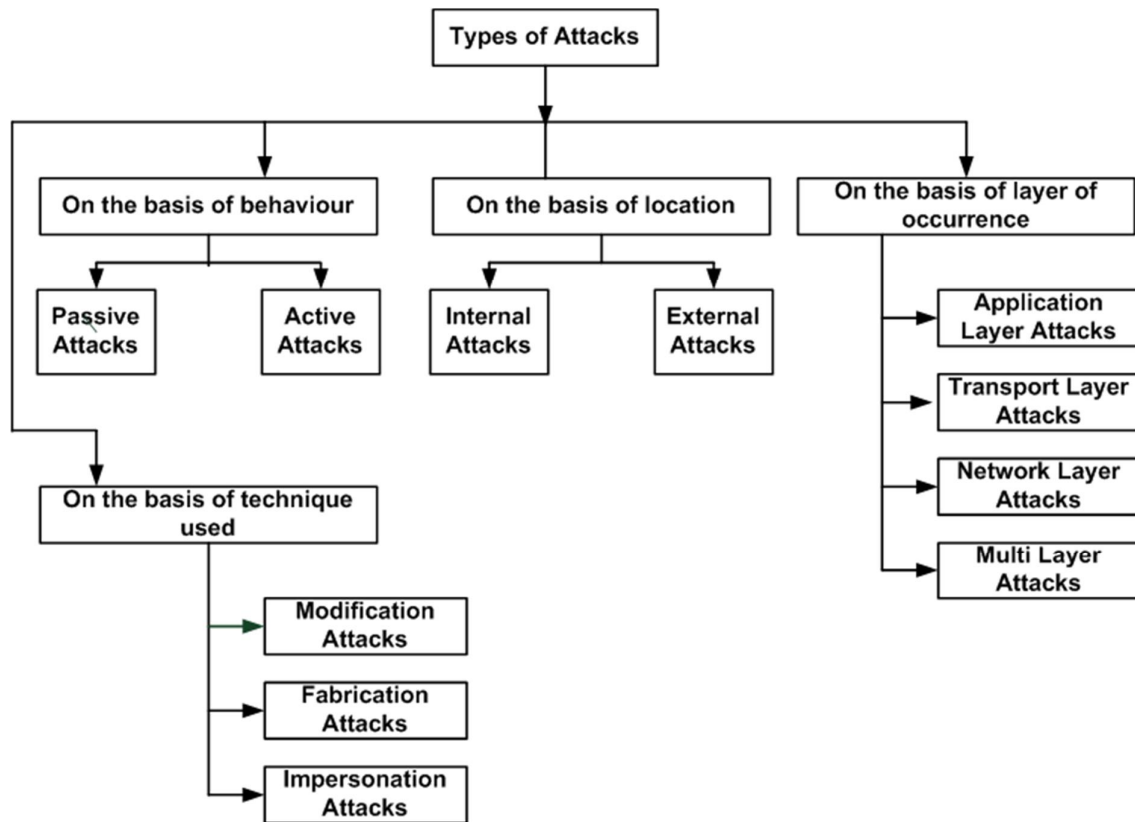 Types of Attacks
On the basis of behaviour
On the basis of location
On the basis of layer of
occurrence
Passive
Attacks
Active
Attacks
Internal
Attacks
External
Attacks
Application
Layer Attacks
Transport Layer
Attacks
Network Layer
Attacks
Multi Layer
Attacks
On the basis of technique
used
Modification
Attacks
Fabrication
Attacks
Impersonation
Attacks